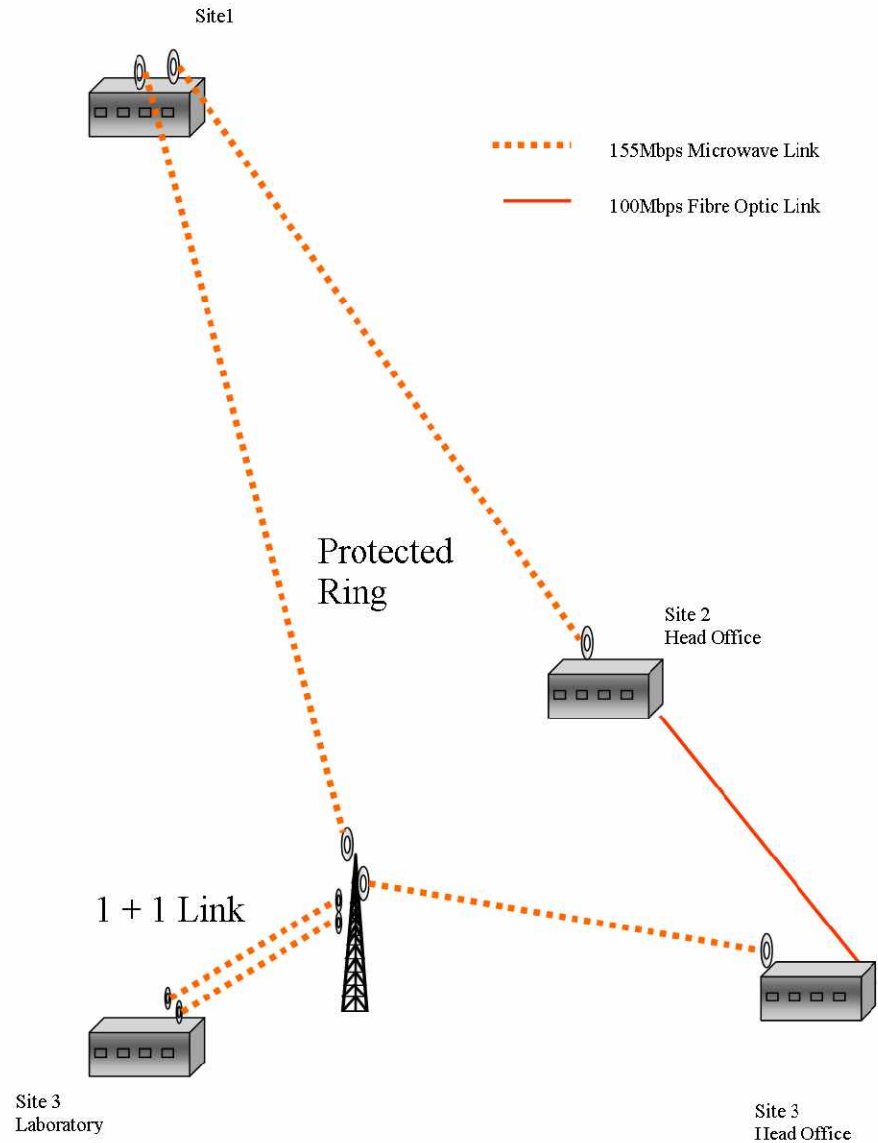 Site1
155Mbps Microwave Link
100Mbps Fibre Optic Link
Protected
Ring
Site 2
Head Office
1 + 1 Link
Site 3
Laboratory
Site 3
Head Office